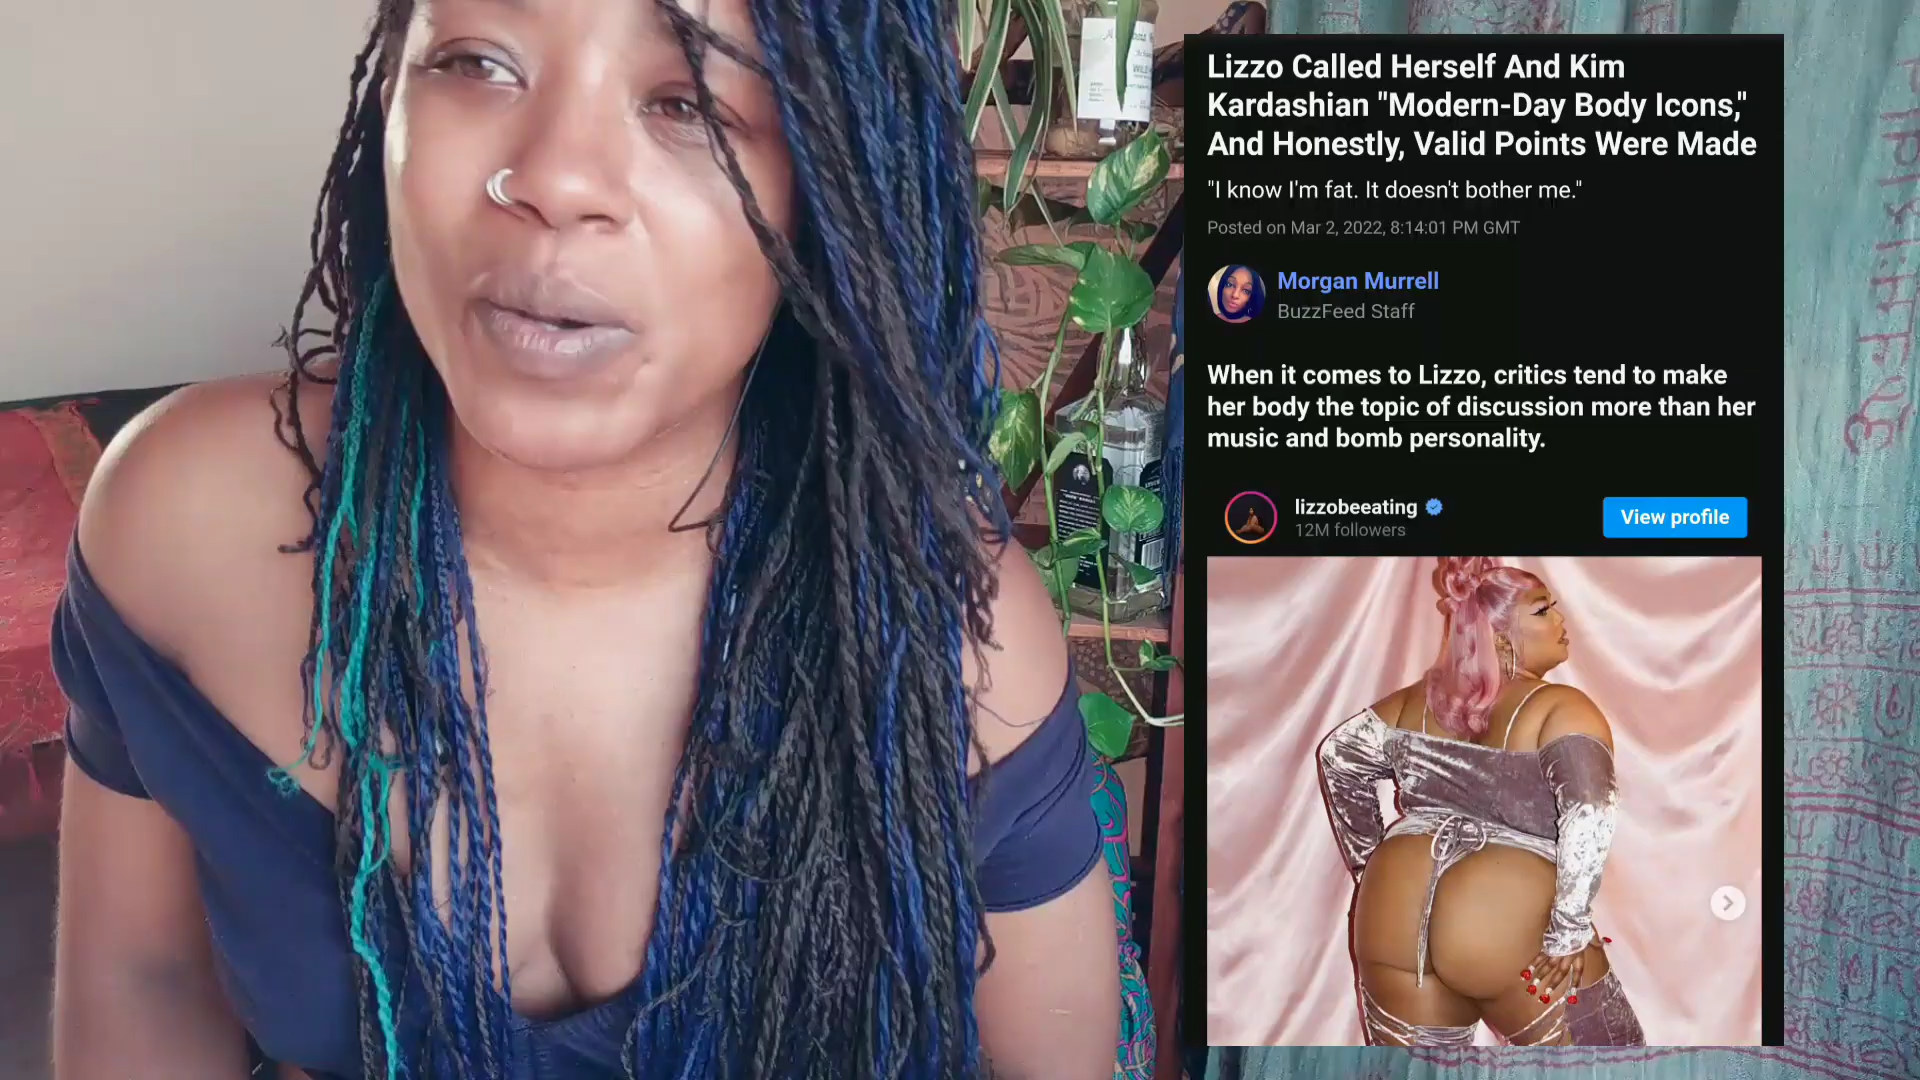 Lizzo Called Herself And Kim
Kardashian "Modern-Day Body Icons,"
And Honestly, Valid Points Were Made
"I know I'm fat. It doesn't bother me."
Posted on Mar 2, 2022, 8:14:01 PM GMT
Morgan Murrell
BuzzFeed Staff
When it comes to Lizzo, critics tend to make
her body the topic of discussion more than her
music and bomb personality.
lizzobeeating
12M followers
View profile